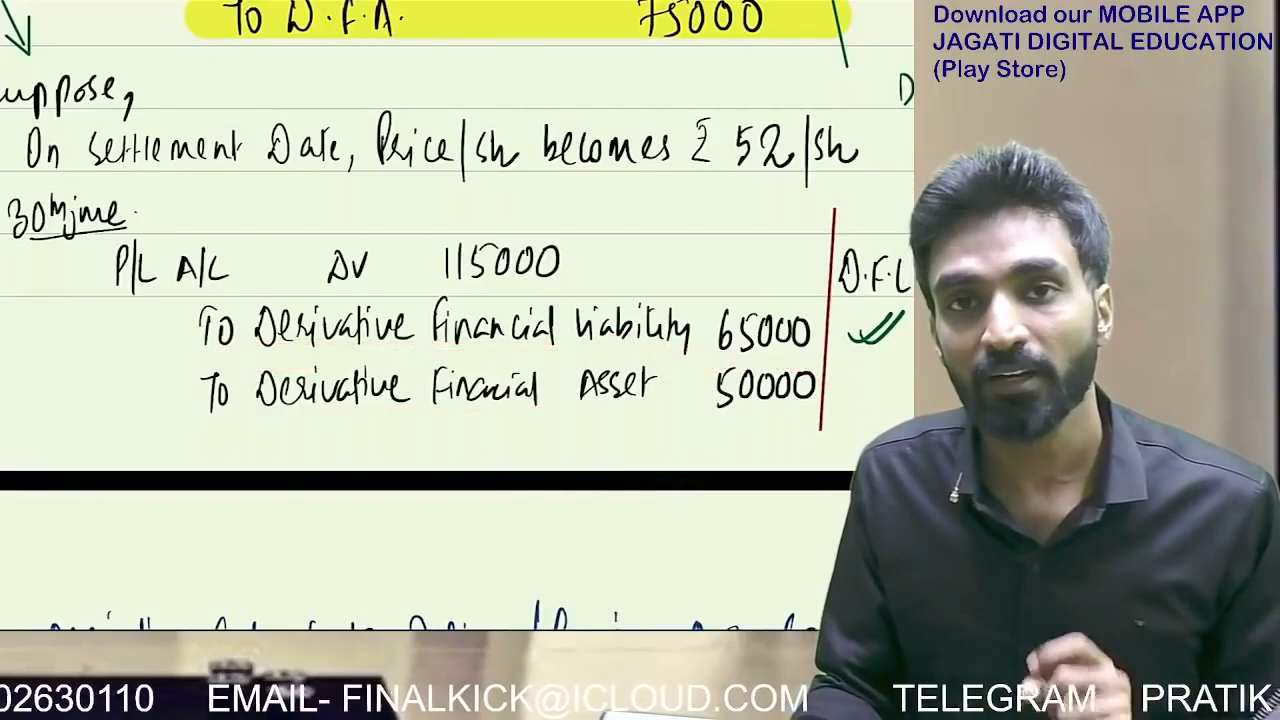 To D.F.A. 75000
uppose,
On Settlement Date, Price/sh becomes ₹ 52/sh
30th June.
P/L A/C Dr 115000
To Derivative Financial Liability 65000
To Derivative Financial Asset 50000
D.F.L
Download our MOBILE APP
JAGATI DIGITAL EDUCATION
(Play Store)
02630110 EMAIL- FINALKICK@ICLOUD.COM TELEGRAM PRATIK